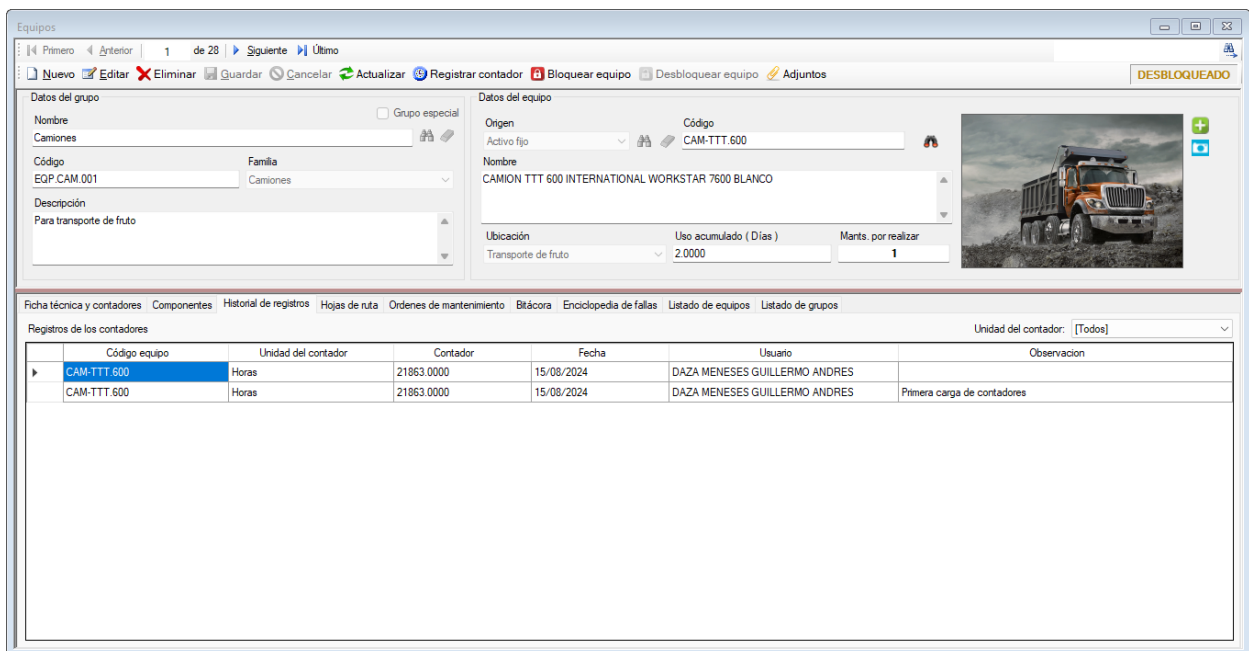 Equipos
Primero Anterior 1 de 28 Siguiente Último
Nuevo Editar Eliminar Guardar Cancelar Actualizar Registrar contador Bloquear equipo Desbloquear equipo Adjuntos DESBLOQUEADO
Datos del grupo
Grupo especial
Nombre
Camiones
Código Familia
EQP.CAM.001 Camiones
Descripción
Para transporte de fruto
Datos del equipo
Origen Código
Activo fijo CAM-TTT.600
Nombre
CAMION TTT 600 INTERNATIONAL WORKSTAR 7600 BLANCO
Ubicación Uso acumulado ( Días ) Mants. por realizar
Transporte de fruto 2.0000 1
Ficha técnica y contadores Componentes Historial de registros Hojas de ruta Ordenes de mantenimiento Bitácora Enciclopedia de fallas Listado de equipos Listado de grupos
Registros de los contadores Unidad del contador: [Todos]
Código equipo Unidad del contador Contador Fecha Usuario Observacion
CAM-TTT.600 Horas 21863.0000 15/08/2024 DAZA MENESES GUILLERMO ANDRES
CAM-TTT.600 Horas 21863.0000 15/08/2024 DAZA MENESES GUILLERMO ANDRES Primera carga de contadores